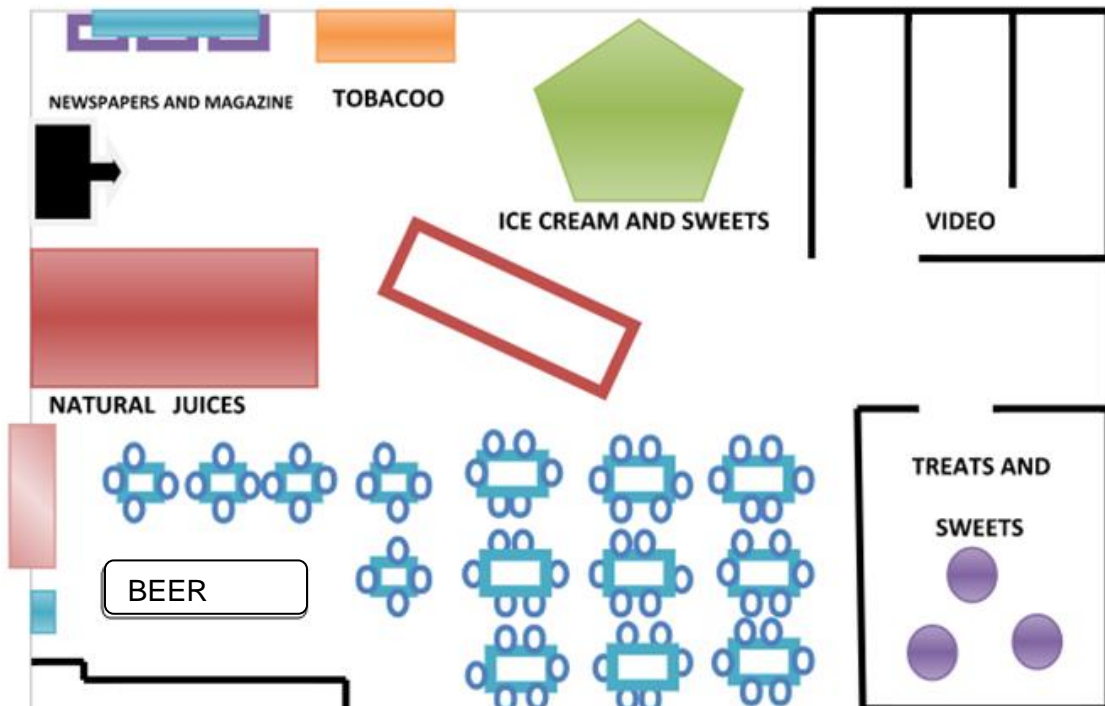 NEWSPAPERS AND MAGAZINE
TOBACOO
ICE CREAM AND SWEETS
VIDEO
NATURAL JUICES
TREATS AND
SWEETS
BEER